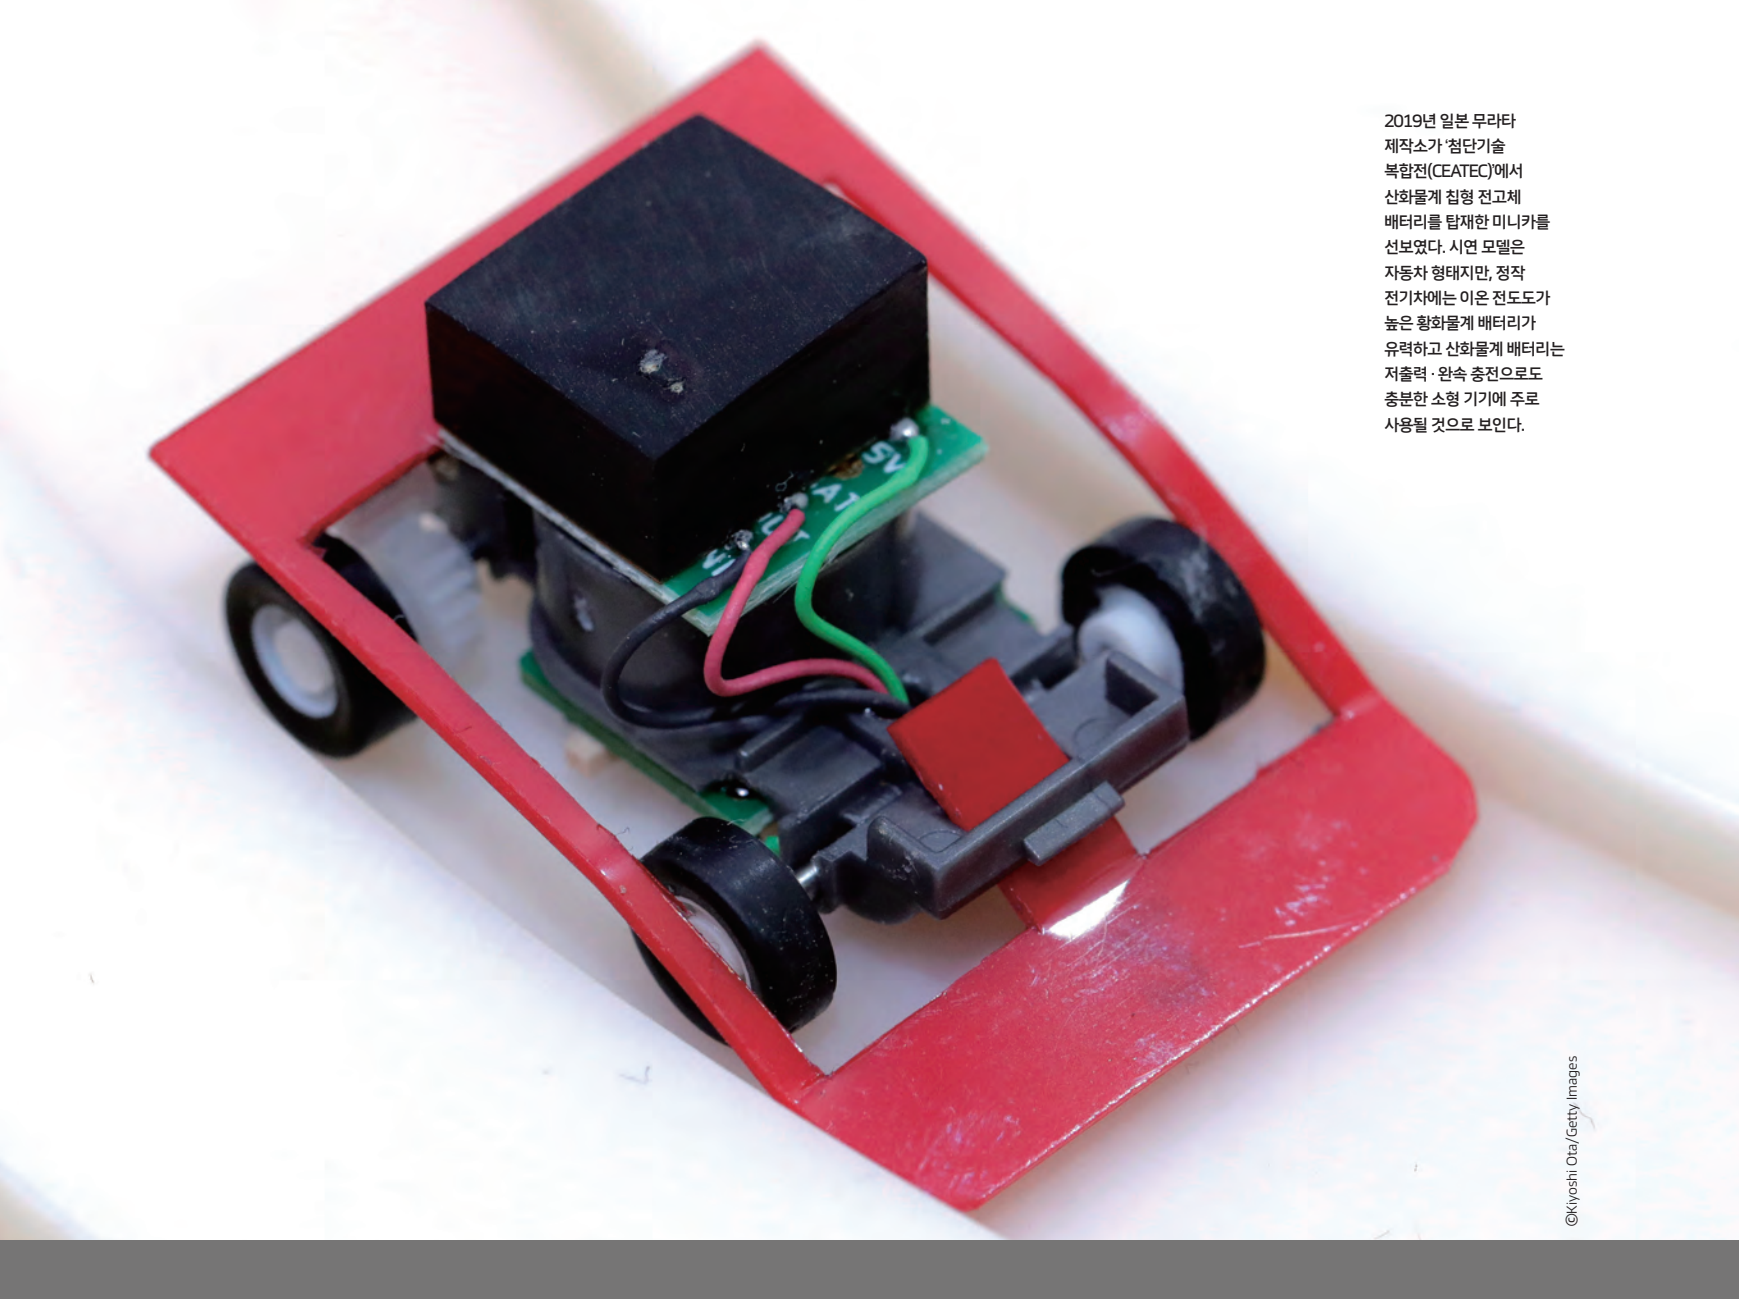 2019년 일본 무라타
제작소가 ‘첨단기술
복합전(CEATEC)’에서
산화물계 칩형 전고체
배터리를 탑재한 미니카를
선보였다. 시연 모델은
자동차 형태지만, 정작
전기차에는 이온 전도도가
높은 황화물계 배터리가
유력하고 산화물계 배터리는
저출력 · 완속 충전으로도
충분한 소형 기기에 주로
사용될 것으로 보인다.
5V
©Kiyoshi Ota/Getty Images